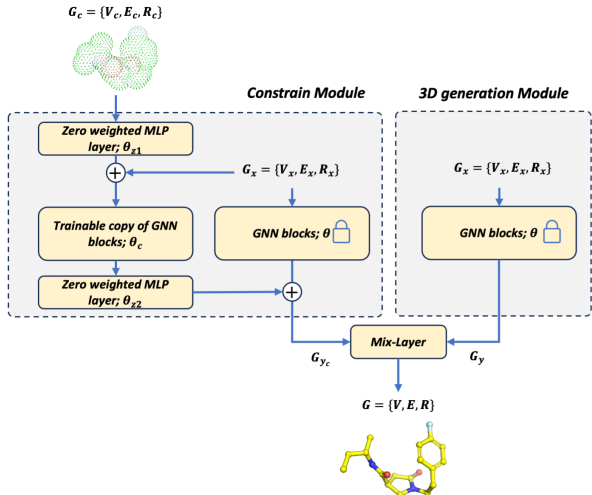 G_c = {V_c, E_c, R_c}
Constrain Module
3D generation Module
Zero weighted MLP
layer; θ_z1
G_x = {V_x, E_x, R_x}
G_x = {V_x, E_x, R_x}
Trainable copy of GNN
blocks; θ_c
GNN blocks; θ
GNN blocks; θ
Zero weighted MLP
layer; θ_z2
Mix-Layer
G_{y_c}
G_y
G = {V, E, R}